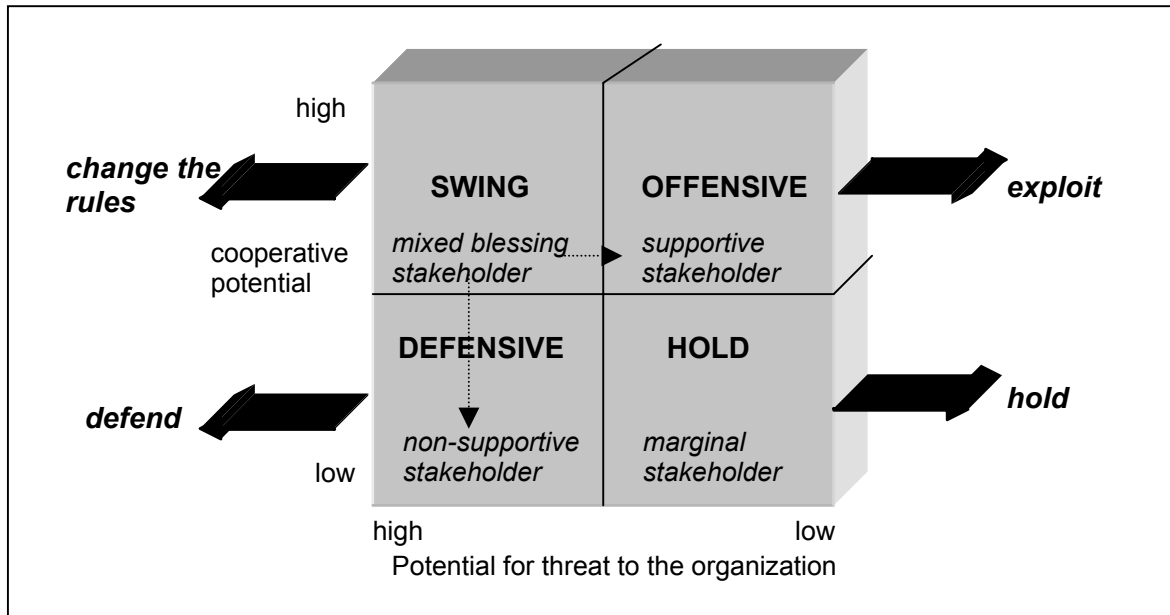 high
change the
rules
SWING
OFFENSIVE
exploit
mixed blessing
stakeholder
supportive
stakeholder
cooperative
potential
DEFENSIVE
HOLD
defend
hold
non-supportive
stakeholder
marginal
stakeholder
low
high
low
Potential for threat to the organization